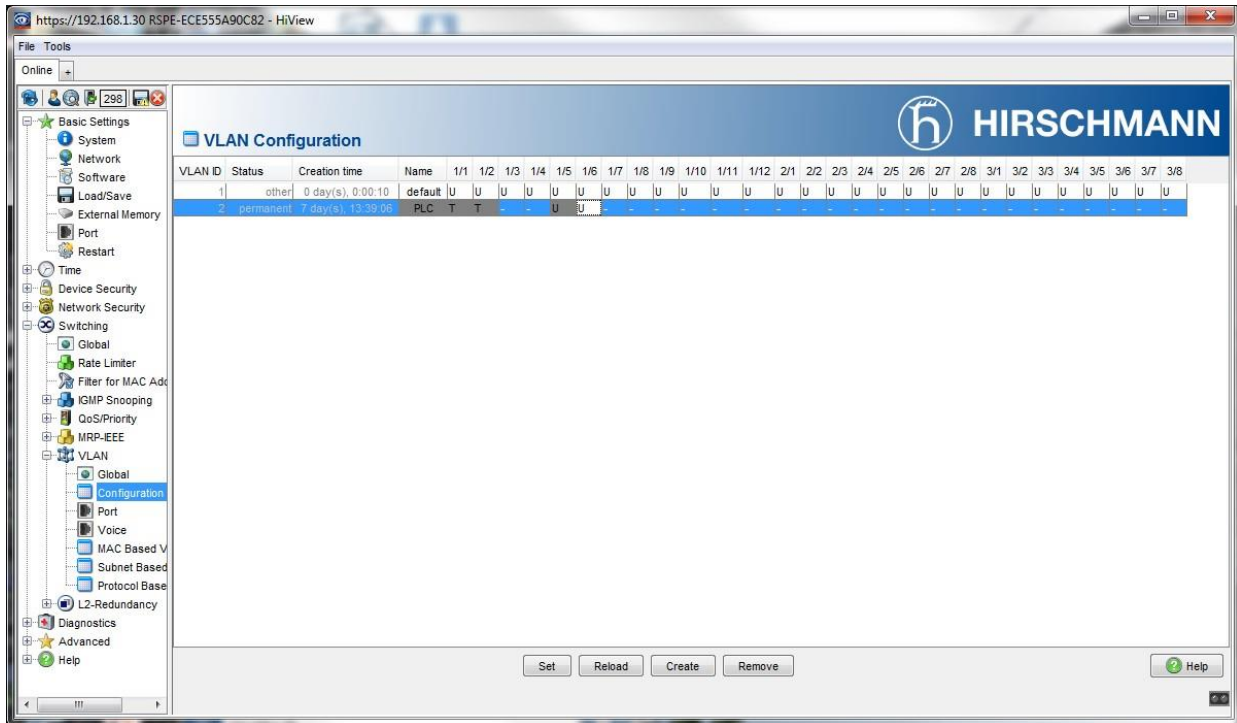 https://192.168.1.30 RSPE-ECE555A90C82 - HiView
File Tools
Online +
298
Basic Settings
System
Network
Software
Load/Save
External Memory
Port
Restart
Time
Device Security
Network Security
Switching
Global
Rate Limiter
Filter for MAC Add
IGMP Snooping
QoS/Priority
MRP-IEEE
VLAN
Global
Configuration
Port
Voice
MAC Based V
Subnet Based
Protocol Base
L2-Redundancy
Diagnostics
Advanced
Help
HIRSCHMANN
VLAN Configuration
VLAN ID Status Creation time Name 1/1 1/2 1/3 1/4 1/5 1/6 1/7 1/8 1/9 1/10 1/11 1/12 2/1 2/2 2/3 2/4 2/5 2/6 2/7 2/8 3/1 3/2 3/3 3/4 3/5 3/6 3/7 3/8
1 other 0 day(s), 0:00:10 default U U U U U U U U U U U U U U U U U U U U U U U U U U U U
2 permanent 7 day(s), 13:39:06 PLC T T - - U U - - - - - - - - - - - - - - - - - - - - - -
Set Reload Create Remove Help